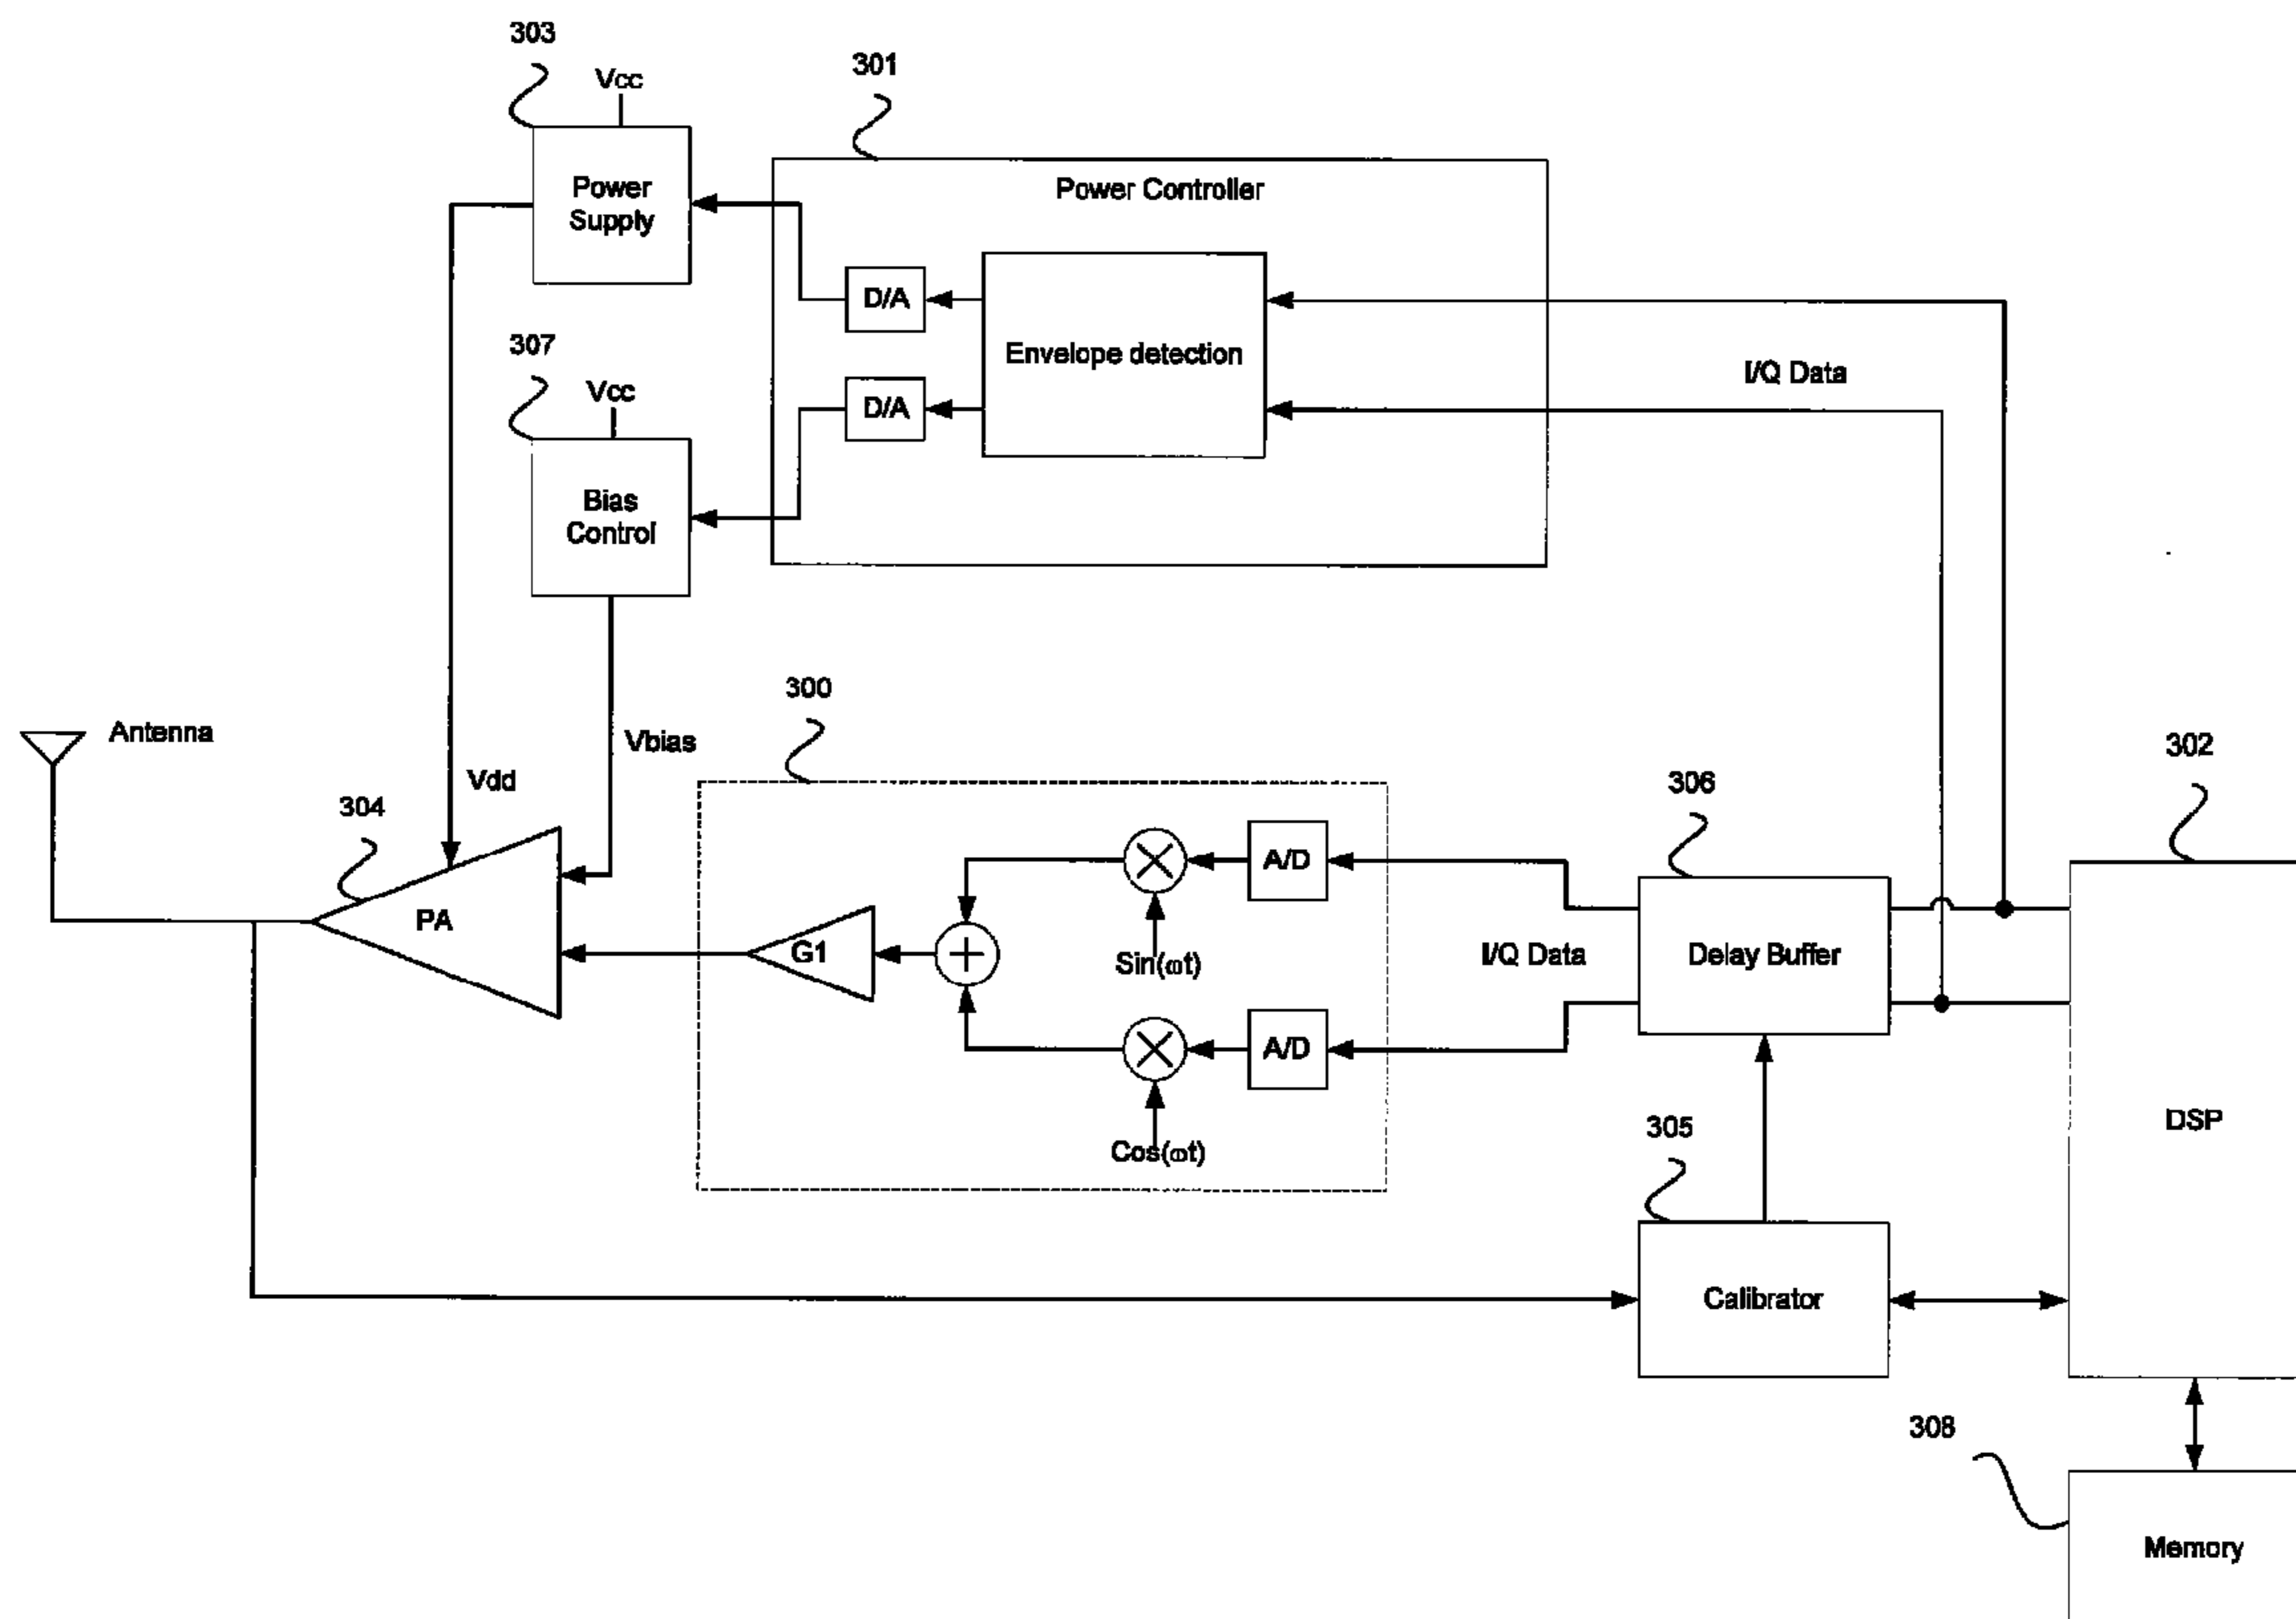 303
Vcc
301
Power
Supply
Power Controller
D/A
Envelope detection
D/A
I/Q Data
307
Vcc
Bias
Control
300
Antenna
Vbias
302
Vdd
306
304
A/D
PA
G1
Sin(ωt)
I/Q Data
Delay Buffer
A/D
305
DSP
Cos(ωt)
Calibrator
308
Memory